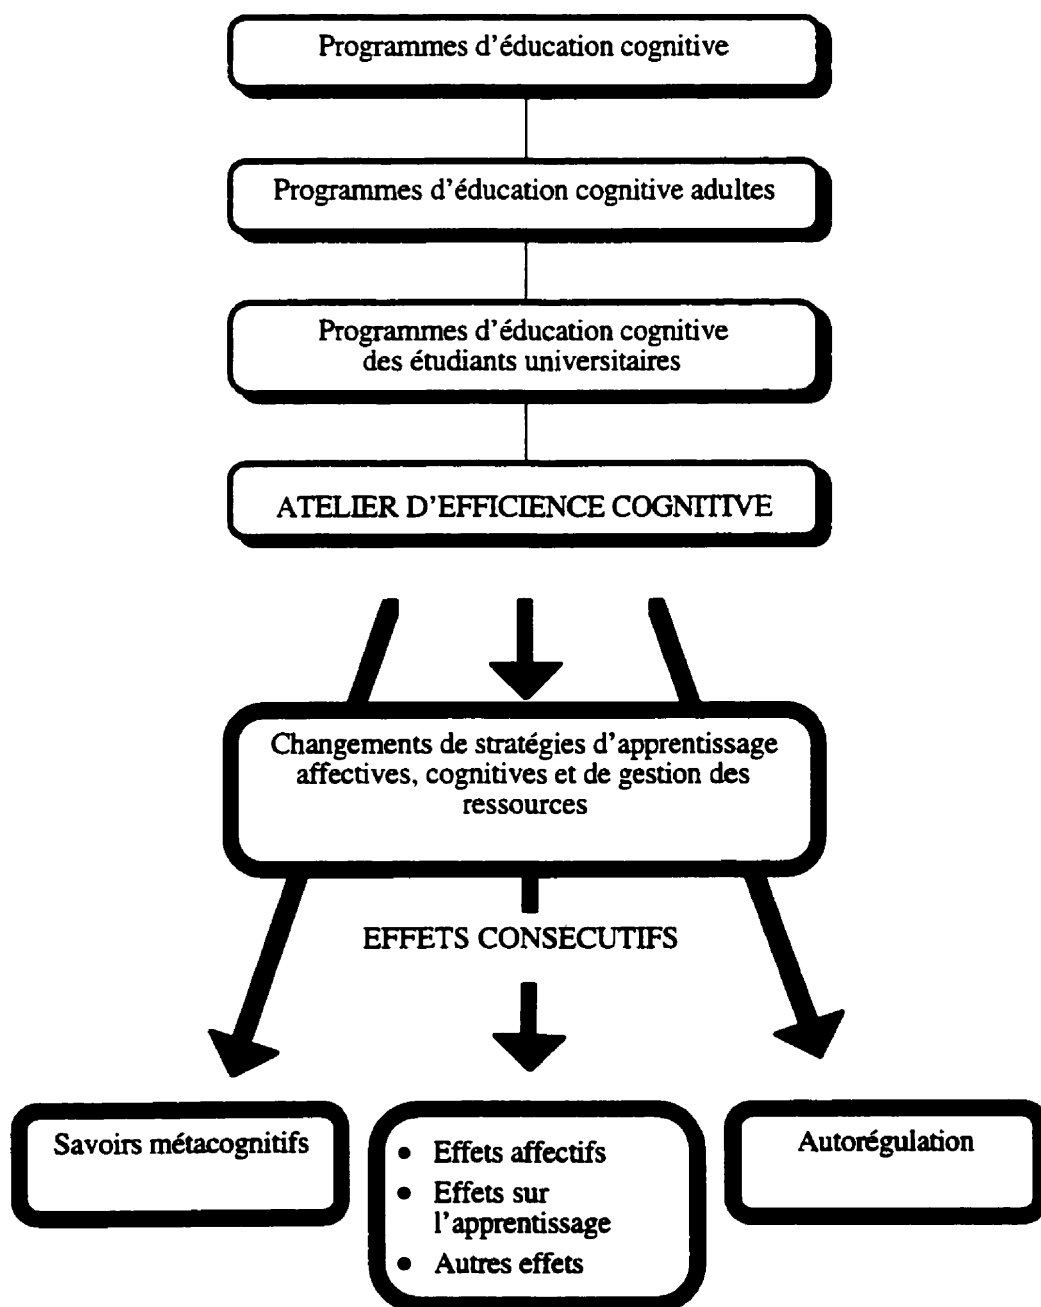 Programmes d'éducation cognitive
Programmes d'éducation cognitive adultes
Programmes d'éducation cognitive
des étudiants universitaires
ATELIER D'EFFICIENCE COGNITIVE
Changements de stratégies d'apprentissage
affectives, cognitives et de gestion des
ressources
EFFETS CONSECUTIFS
Savoirs métacognitifs
• Effets affectifs
• Effets sur
l'apprentissage
• Autres effets
Autorégulation